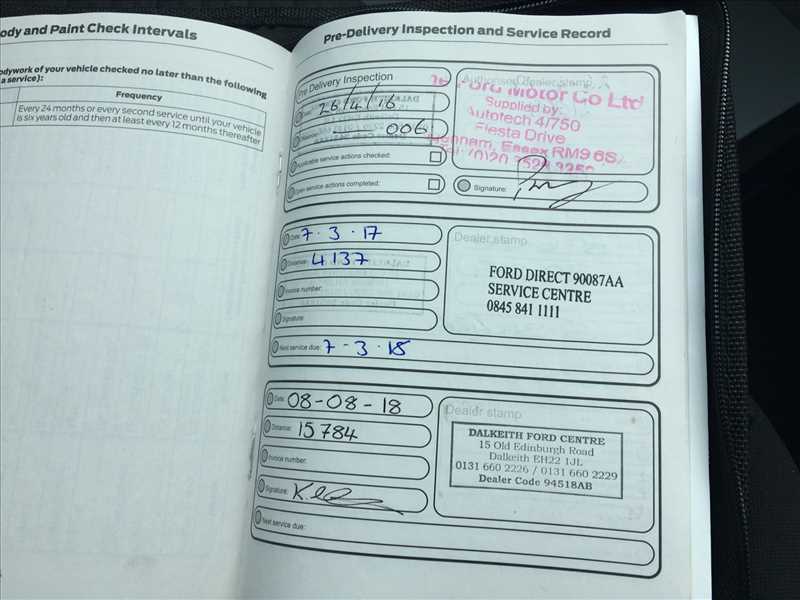 ody and Paint Check Intervals
odywork of your vehicle checked no later than the following
a service):
Frequency
Every 24 months or every second service until your vehicle
is six years old and then at least every 12 months thereafter
Pre-Delivery Inspection and Service Record
Pre Delivery Inspection
Date: 26/4/16
Distance: 006
Applicable service actions checked:
Open service actions completed:
Authorised dealer stamp
Ford Motor Co Ltd
Supplied by:
Autotech 4/750
Fiesta Drive
Essex RM9 6S
Signature:
Date: 7.3.17
Distance: 4137
Invoice number:
Signature:
Next service due: 7-3.18
Dealer stamp
FORD DIRECT 90087AA
SERVICE CENTRE
0845 841 1111
Date: 08-08-18
Distance: 15784
Invoice number:
Signature:
Next service due:
Dealer stamp
DALKEITH FORD CENTRE
15 Old Edinburgh Road
Dalkeith EH22 1JL
0131 660 2226 / 0131 660 2229
Dealer Code 94518AB